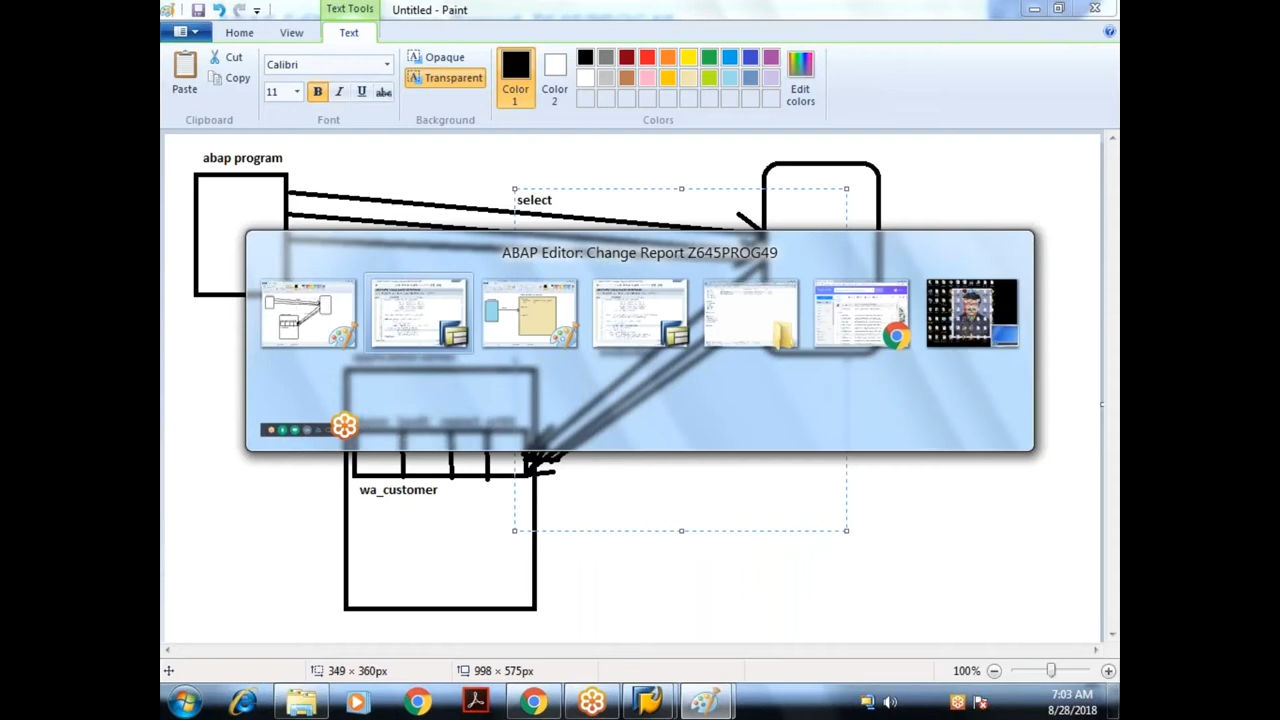 Text Tools
Untitled - Paint
Home
View
Text
Paste
Cut
Copy
Clipboard
Calibri
11
B
I
U
abc
Font
Opaque
Transparent
Background
Color
1
Color
2
Edit
colors
Colors
abap program
select
ABAP Editor: Change Report Z645PROG49
wa_customer
349 × 360px
998 × 575px
100%
7:03 AM
8/28/2018